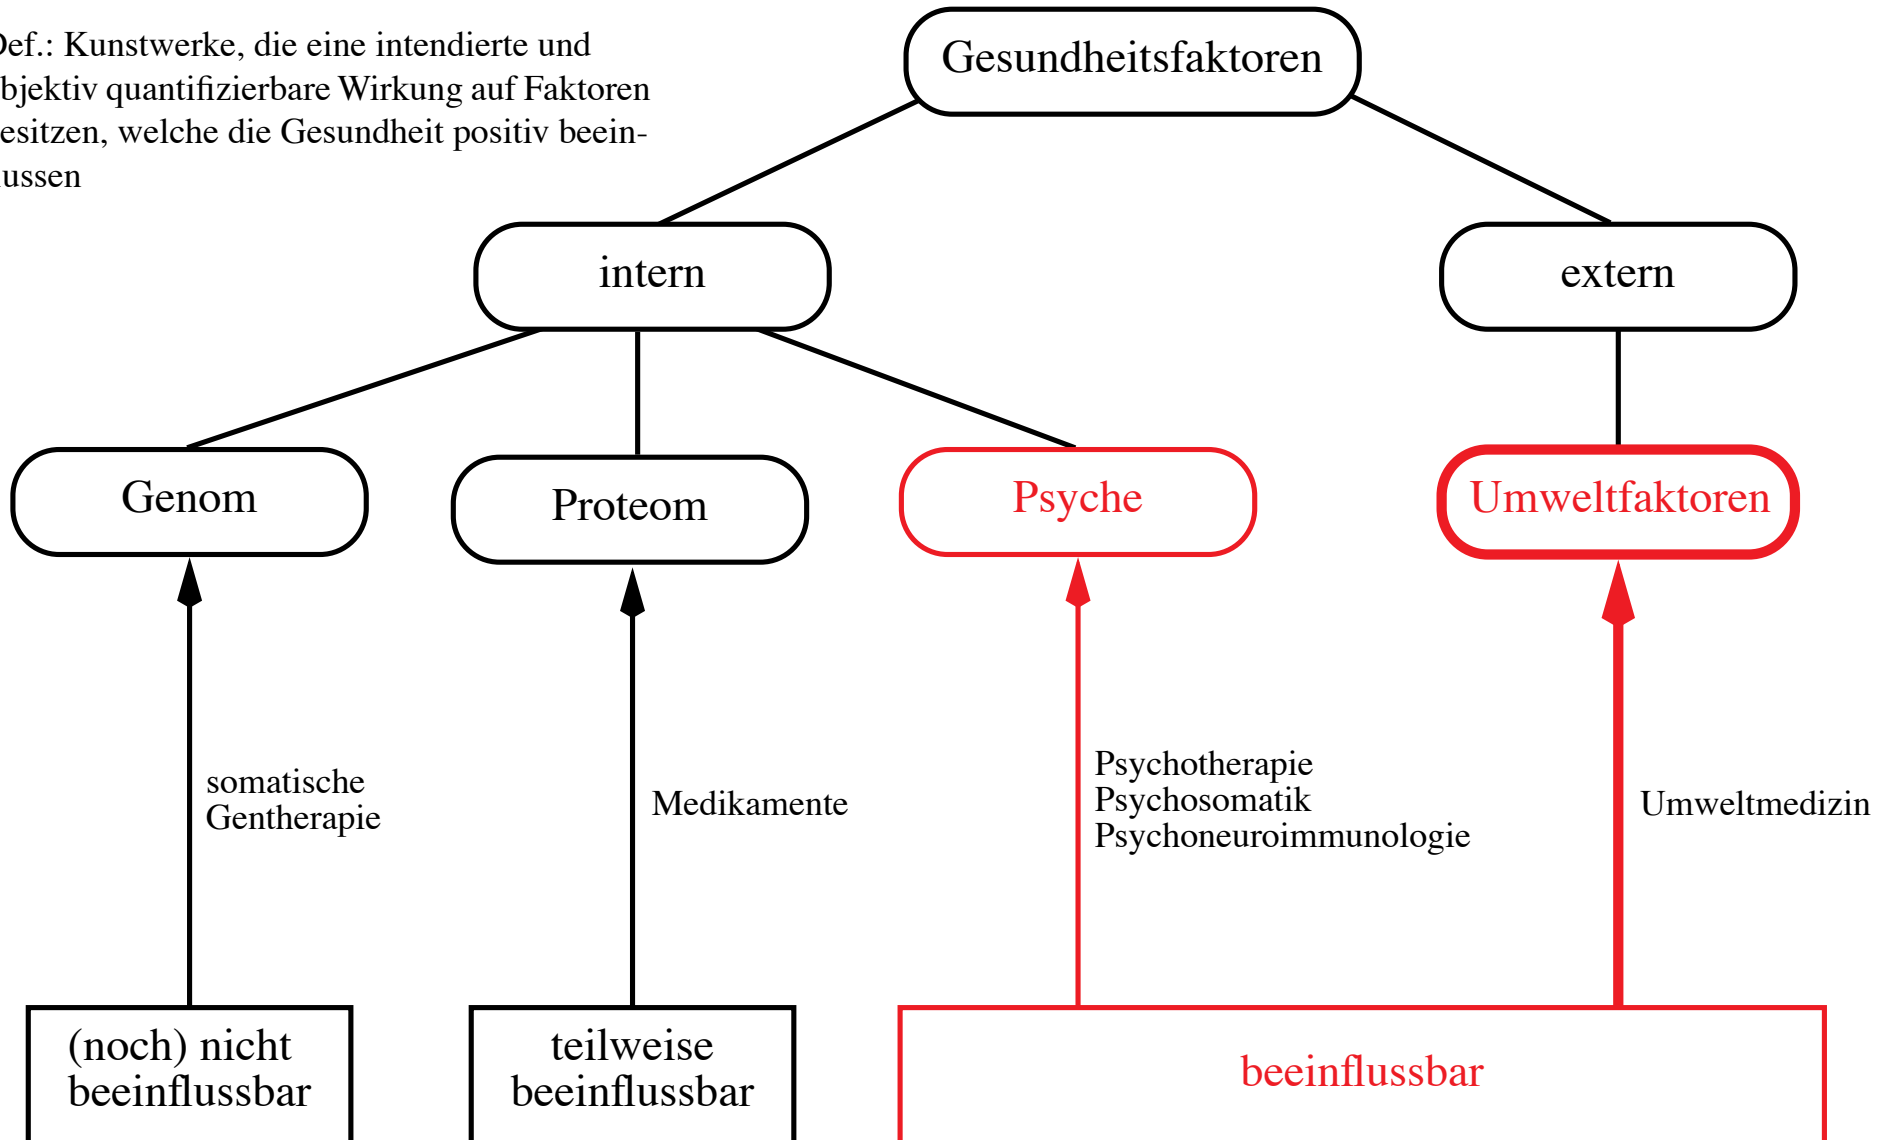 Def.: Kunstwerke, die eine intendierte und
bjektiv quantifizierbare Wirkung auf Faktoren
esitzen, welche die Gesundheit positiv beein-
ussen
Gesundheitsfaktoren
intern
extern
Genom
Proteom
Psyche
Umweltfaktoren
somatische
Gentherapie
Medikamente
Psychotherapie
Psychosomatik
Psychoneuroimmunologie
Umweltmedizin
(noch) nicht
beeinflussbar
teilweise
beeinflussbar
beeinflussbar